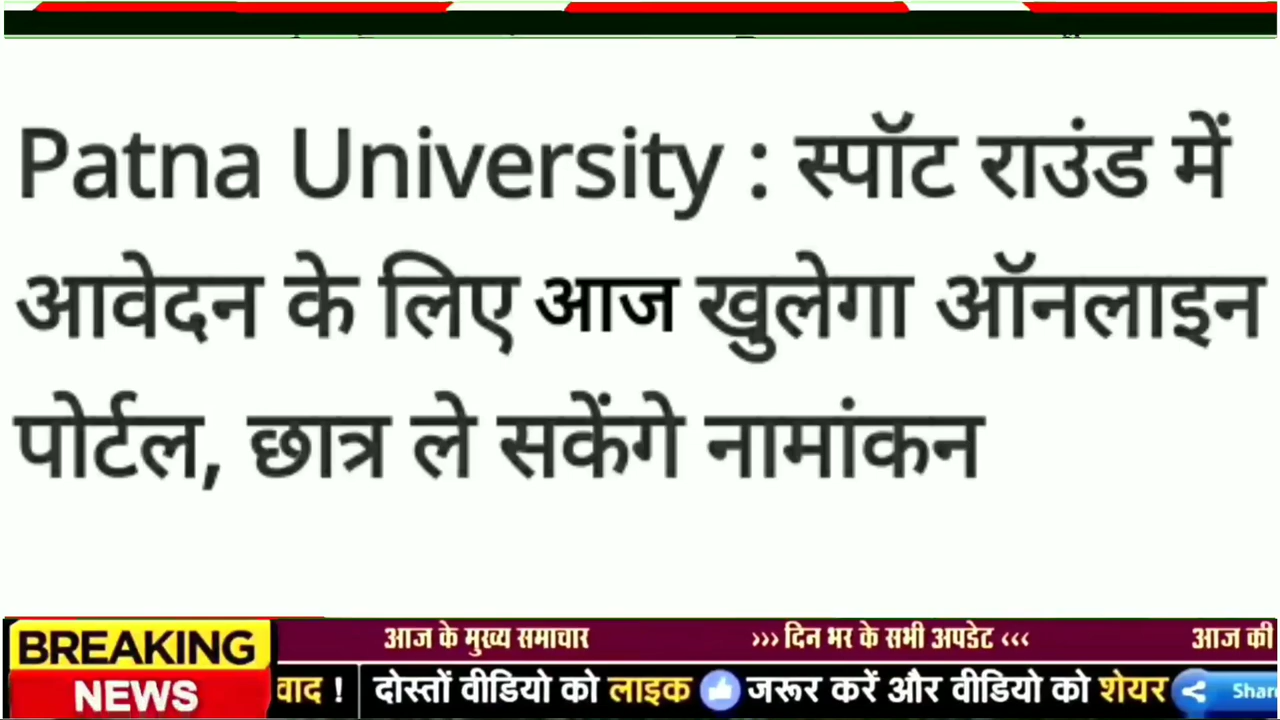 Patna University : स्पॉट राउंड में
आवेदन के लिए आज खुलेगा ऑनलाइन
पोर्टल, छात्र ले सकेंगे नामांकन
BREAKING
NEWS
आज के मुख्य समाचार ››› दिन भर के सभी अपडेट ‹‹‹ आज की
वाद ! दोस्तों वीडियो को लाइक जरूर करें और वीडियो को शेयर Shar